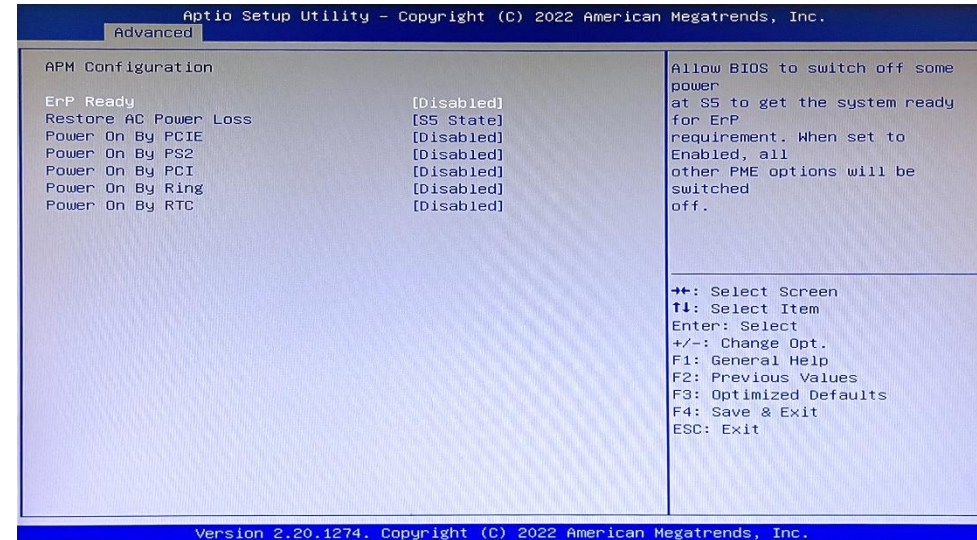 Aptio Setup Utility – Copyright (C) 2022 American Megatrends, Inc.
Advanced
APM Configuration
ErP Ready [Disabled]
Restore AC Power Loss [S5 State]
Power On By PCIE [Disabled]
Power On By PS2 [Disabled]
Power On By PCI [Disabled]
Power On By Ring [Disabled]
Power On By RTC [Disabled]
Allow BIOS to switch off some
power
at S5 to get the system ready
for ErP
requirement. When set to
Enabled, all
other PME options will be
switched
off.
→←: Select Screen
↑↓: Select Item
Enter: Select
+/-: Change Opt.
F1: General Help
F2: Previous Values
F3: Optimized Defaults
F4: Save & Exit
ESC: Exit
Version 2.20.1274. Copyright (C) 2022 American Megatrends, Inc.